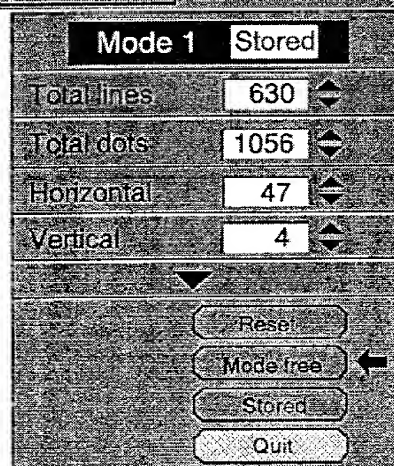 Mode 1 Stored
Total lines 630
Total dots 1056
Horizontal 47
Vertical 4
Reset
Mode free
Stored
Quit